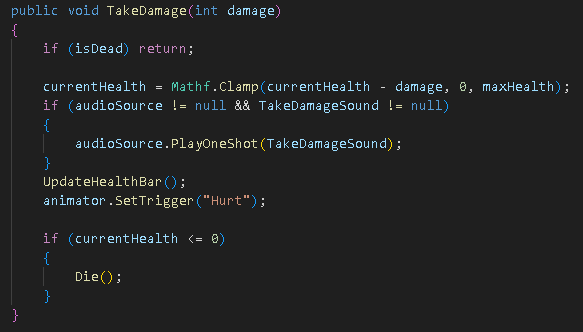 public void TakeDamage(int damage)
{
if (isDead) return;
currentHealth = Mathf.Clamp(currentHealth - damage, 0, maxHealth);
if (audioSource != null && TakeDamageSound != null)
{
audioSource.PlayOneShot(TakeDamageSound);
}
UpdateHealthBar();
animator.SetTrigger("Hurt");
if (currentHealth <= 0)
{
Die();
}
}